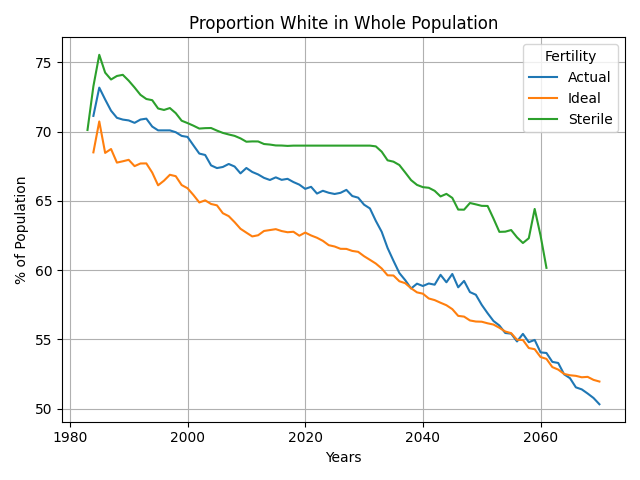 Proportion White in Whole Population
% of Population
75
70
65
60
55
50
1980
2000
2020
2040
2060
Years
Fertility
Actual
Ideal
Sterile